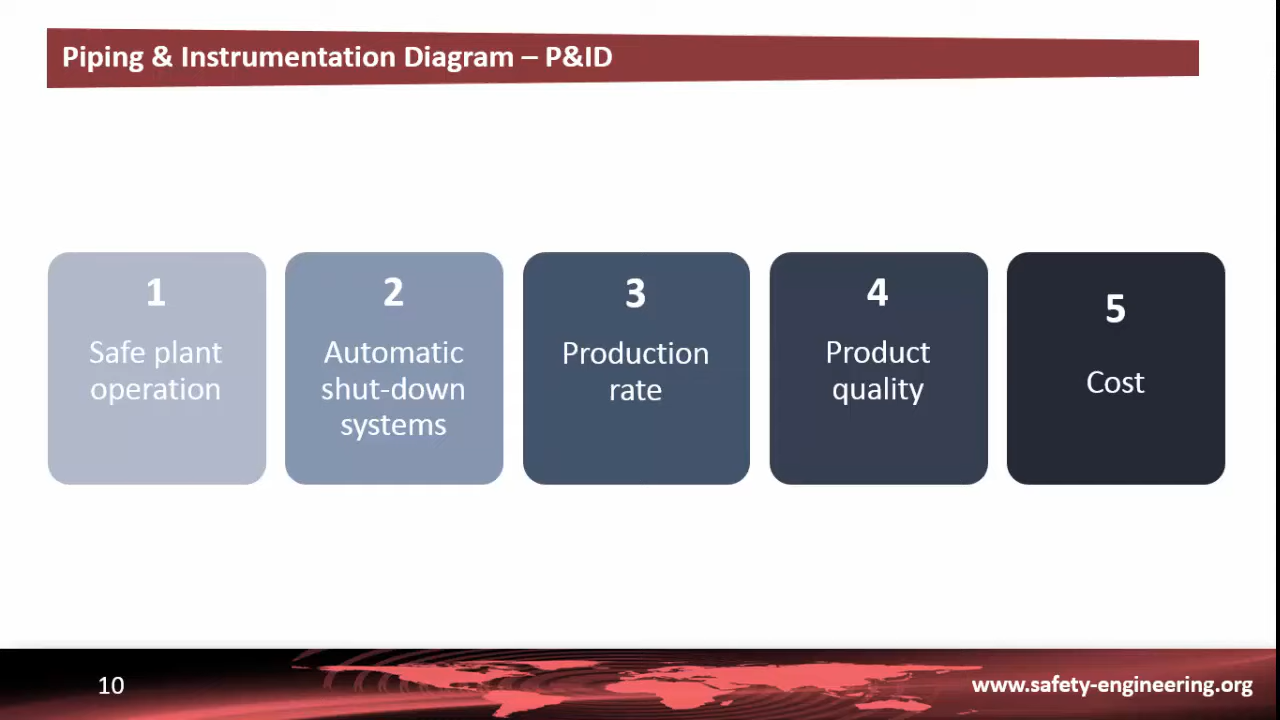 Piping & Instrumentation Diagram – P&ID
1
Safe plant
operation
2
Automatic
shut-down
systems
3
Production
rate
4
Product
quality
5
Cost
10
www.safety-engineering.org